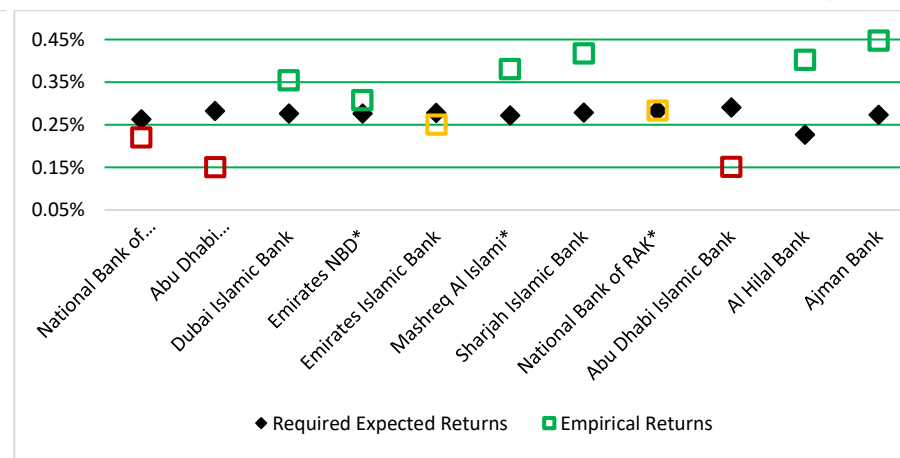 0.45%
0.35%
0.25%
0.15%
0.05%
National Bank of...
Abu Dhabi...
Dubai Islamic Bank
Emirates NBD*
Emirates Islamic Bank
Mashreq Al Islami*
Sharjah Islamic Bank
National Bank of RAK*
Abu Dhabi Islamic Bank
Al Hilal Bank
Ajman Bank
Required Expected Returns
Empirical Returns